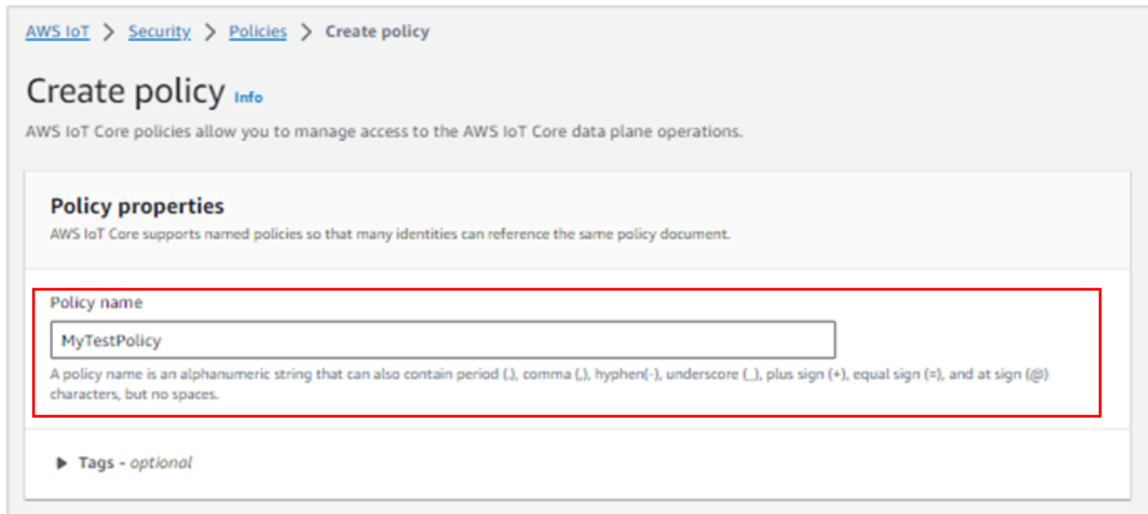 AWS IoT > Security > Policies > Create policy
Create policy Info
AWS IoT Core policies allow you to manage access to the AWS IoT Core data plane operations.
Policy properties
AWS IoT Core supports named policies so that many identities can reference the same policy document.
Policy name
MyTestPolicy
A policy name is an alphanumeric string that can also contain period (.), comma (,), hyphen(-), underscore (_), plus sign (+), equal sign (=), and at sign (@)
characters, but no spaces.
▶ Tags - optional